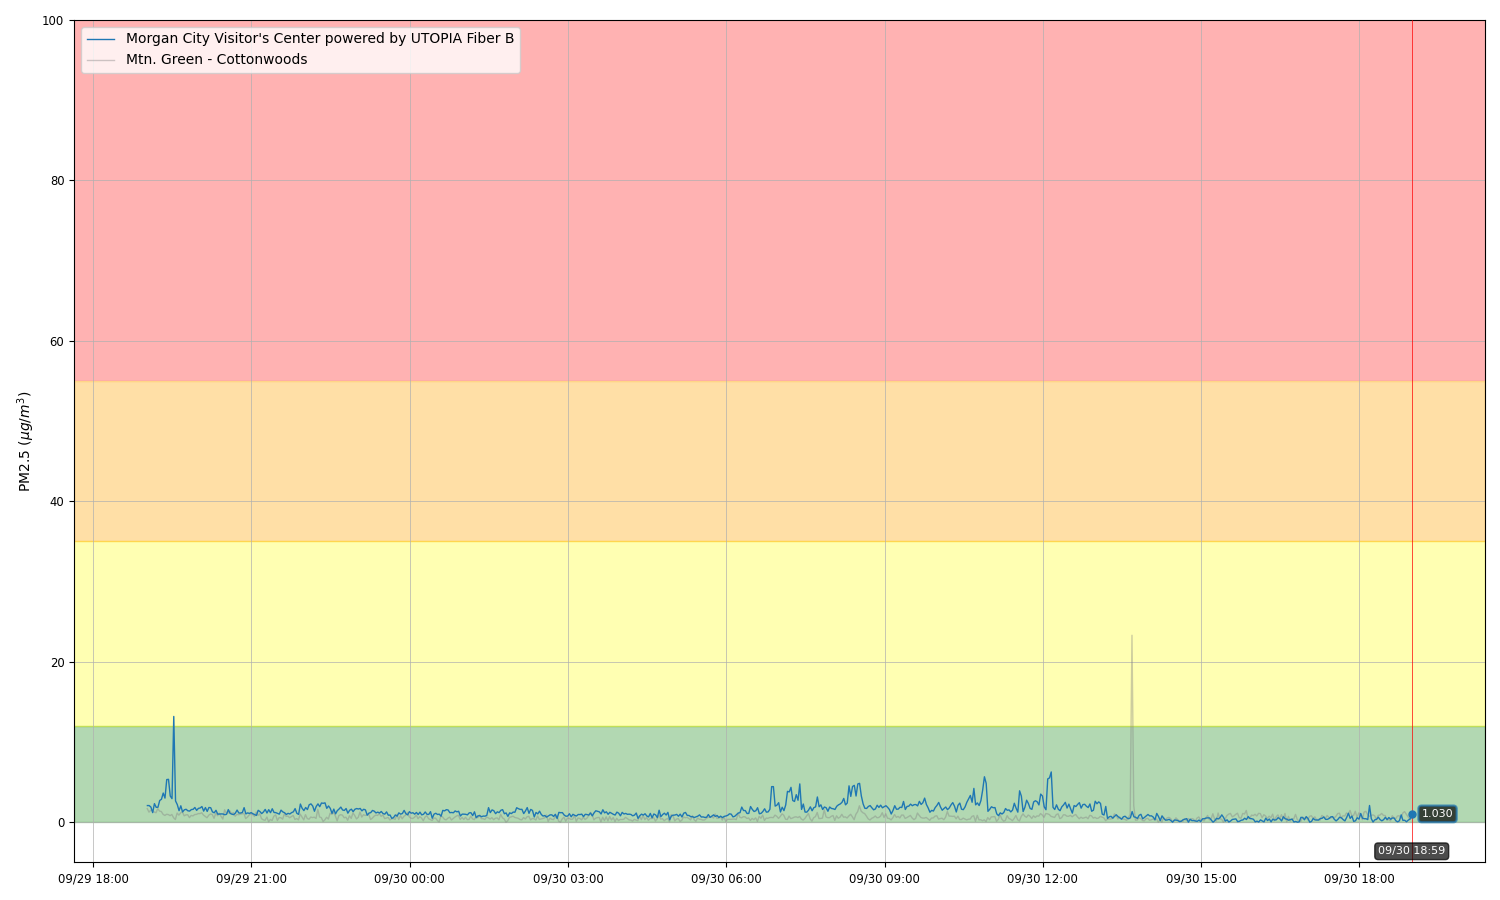 100
Morgan City Visitor's Center powered by UTOPIA Fiber B
Mtn. Green - Cottonwoods
80
60
PM2.5 (μg/m³)
40
20
0
1.030
09/30 18:59
09/29 18:00 09/29 21:00 09/30 00:00 09/30 03:00 09/30 06:00 09/30 09:00 09/30 12:00 09/30 15:00 09/30 18:00